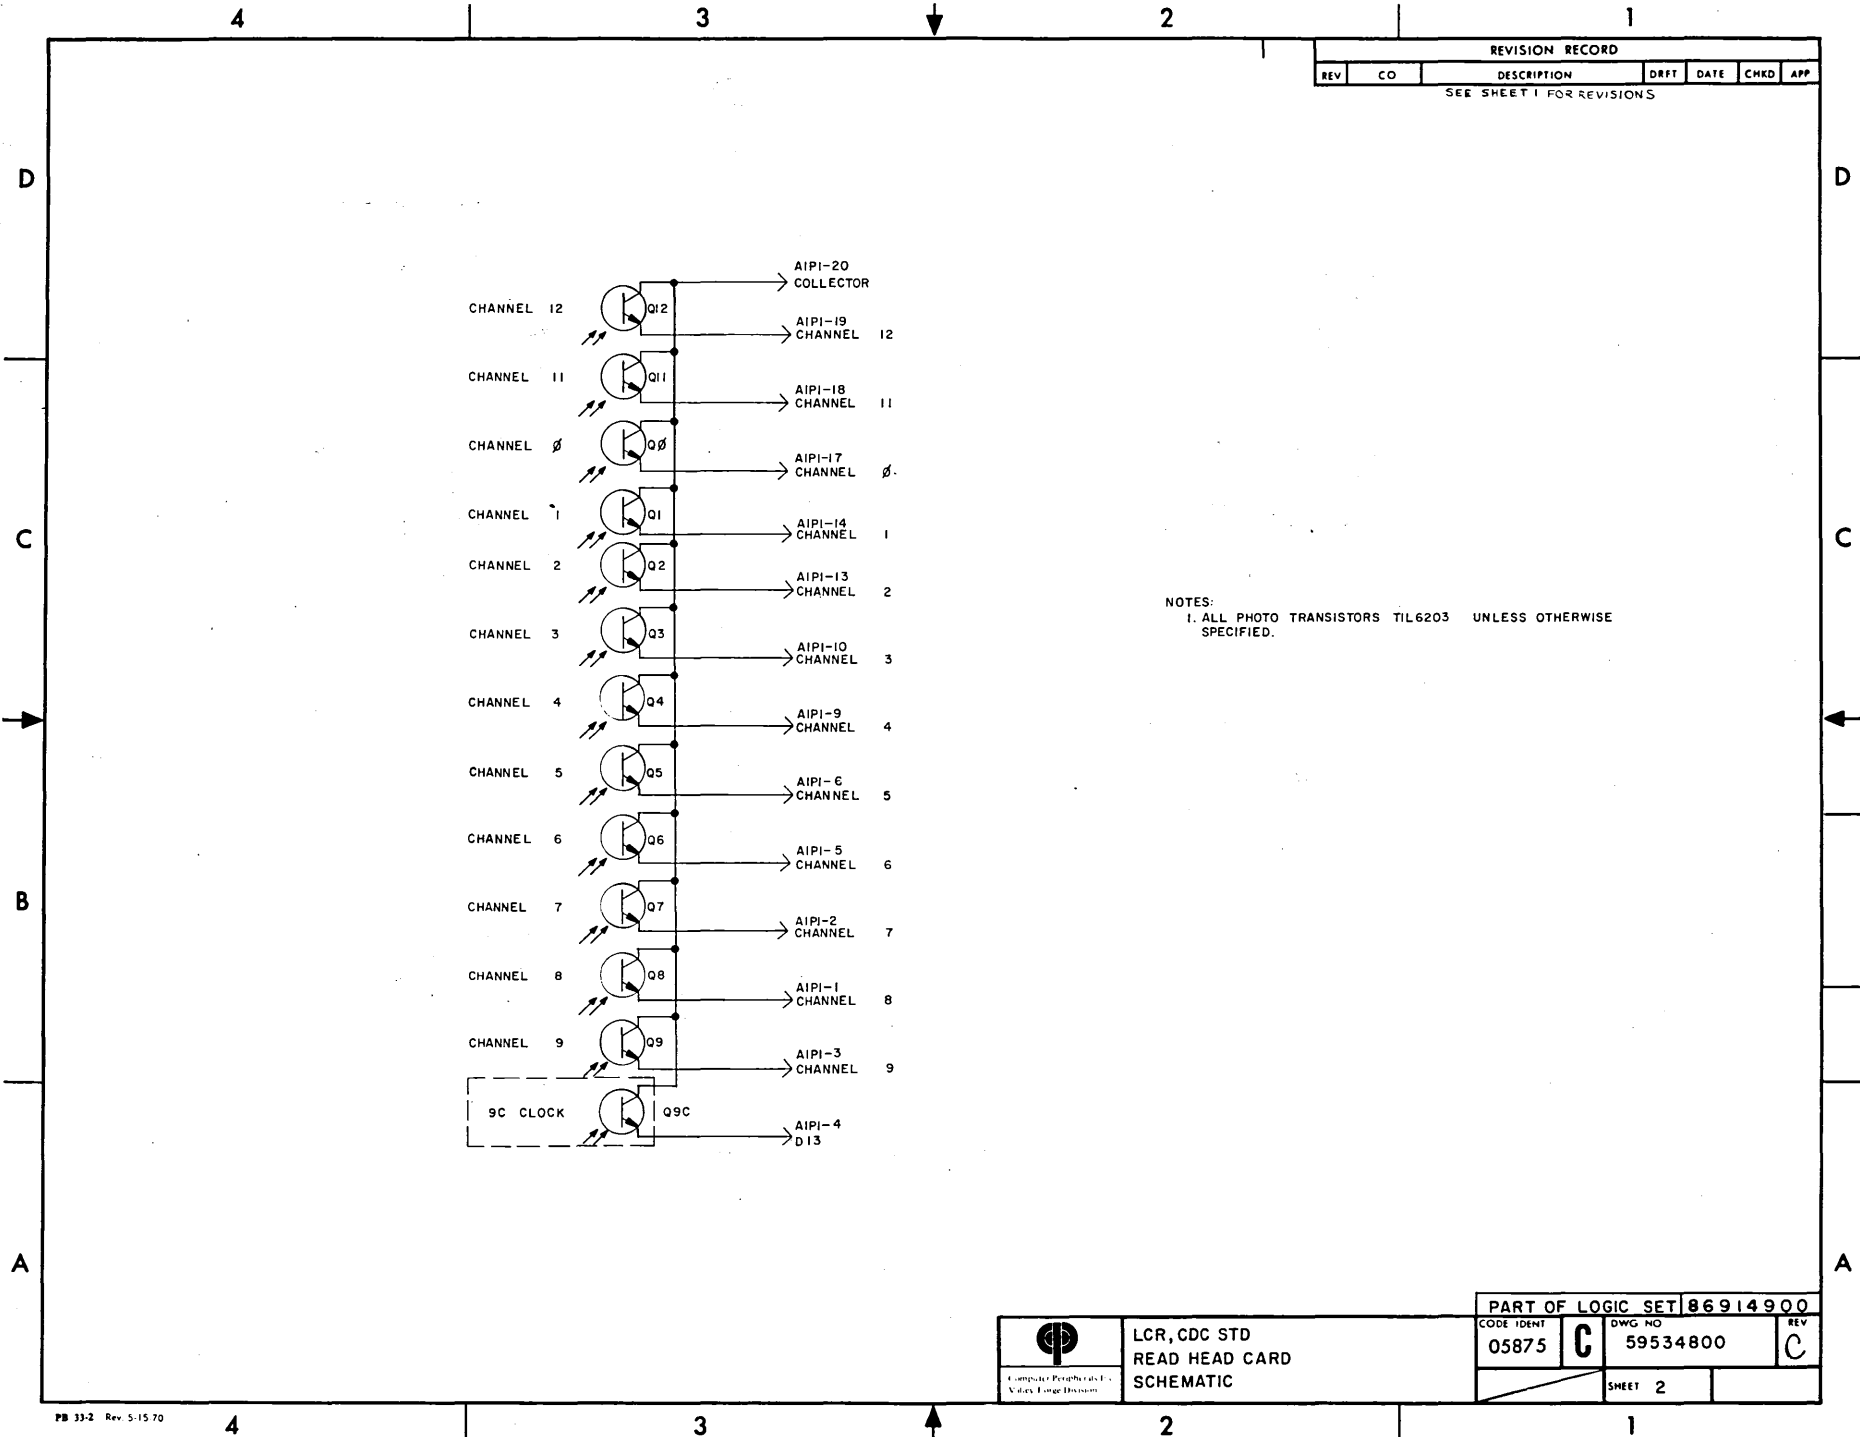 4 3 2 1
REVISION RECORD
REV CO DESCRIPTION DRFT DATE CHKD APP
SEE SHEET 1 FOR REVISIONS
D D
A1P1-20
COLLECTOR
CHANNEL 12 Q12
A1P1-19
CHANNEL 12
CHANNEL 11 Q11
A1P1-18
CHANNEL 11
CHANNEL Ø QØ
A1P1-17
CHANNEL Ø
CHANNEL 1 Q1
A1P1-14
CHANNEL 1
C C
CHANNEL 2 Q2
A1P1-13
CHANNEL 2
NOTES:
1. ALL PHOTO TRANSISTORS TIL6203 UNLESS OTHERWISE
SPECIFIED.
CHANNEL 3 Q3
A1P1-10
CHANNEL 3
CHANNEL 4 Q4
A1P1-9
CHANNEL 4
CHANNEL 5 Q5
A1P1-6
CHANNEL 5
CHANNEL 6 Q6
A1P1-5
CHANNEL 6
B B
CHANNEL 7 Q7
A1P1-2
CHANNEL 7
CHANNEL 8 Q8
A1P1-1
CHANNEL 8
CHANNEL 9 Q9
A1P1-3
CHANNEL 9
9C CLOCK Q9C
A1P1-4
D13
A A
PART OF LOGIC SET 86914900
LCR, CDC STD
READ HEAD CARD
SCHEMATIC
Computer Peripherals
Valley Forge Division
CODE IDENT
05875
C
DWG NO
59534800
REV
C
SHEET 2
PB 33-2 Rev. 5-15-70
4 3 2 1